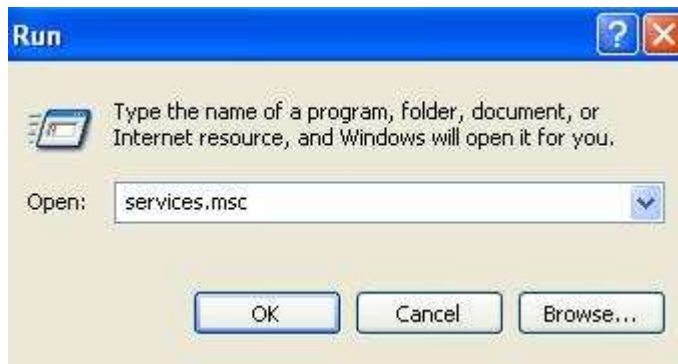 Run
Type the name of a program, folder, document, or
Internet resource, and Windows will open it for you.
Open: services.msc
OK Cancel Browse...